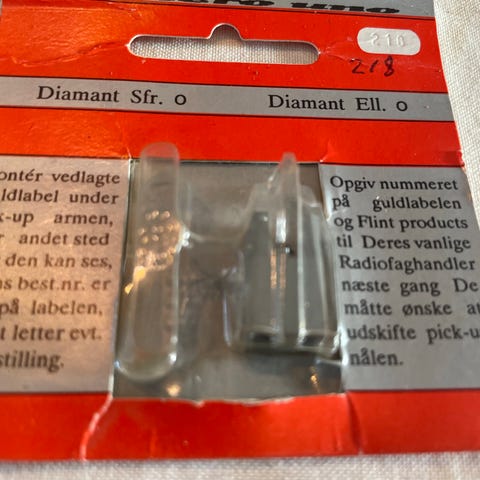 uno
210
218
Diamant Sfr. o
Diamant Ell. o
vedlagte
ldlabel under
k-up armen,
r andet sted
den kan ses,
s best.nr. er
på labelen,
t letter evt.
stilling.
Opgiv nummeret
på guldlabelen
og Flint products
til Deres vanlige
Radiofaghandler
næste gang De
måtte ønske at
udskifte pick-u
nålen.